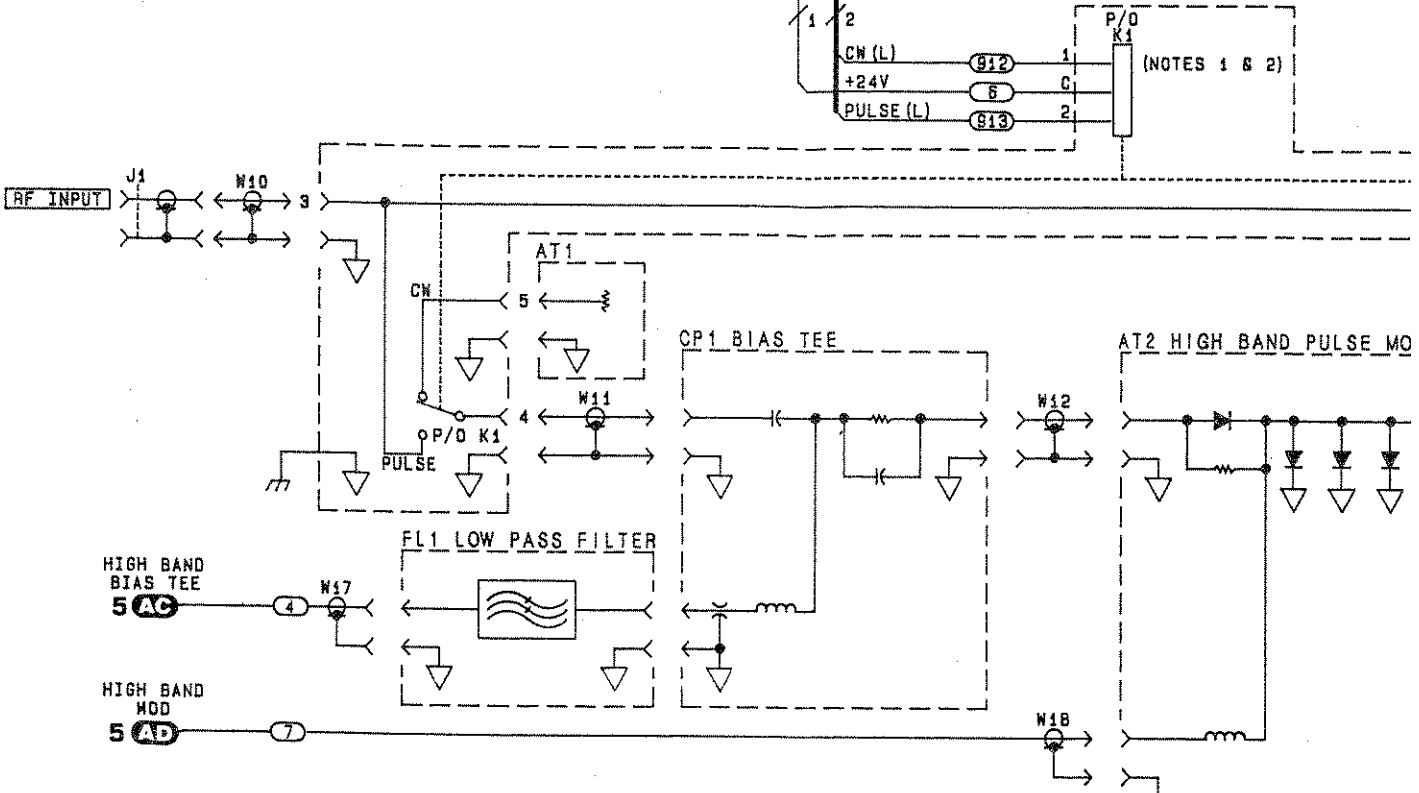 1 2
P/O
K1
CW (L) 912 1
(NOTES 1 & 2)
+24V 6 C
PULSE (L) 913 2
J1
W10
RF INPUT
3
AT1
CW
5
CP1 BIAS TEE
AT2 HIGH BAND PULSE MO
W11
W12
4
P/O K1
PULSE
FL1 LOW PASS FILTER
HIGH BAND
BIAS TEE
W17
5 AC 4
HIGH BAND
MOD
W18
5 AD 7